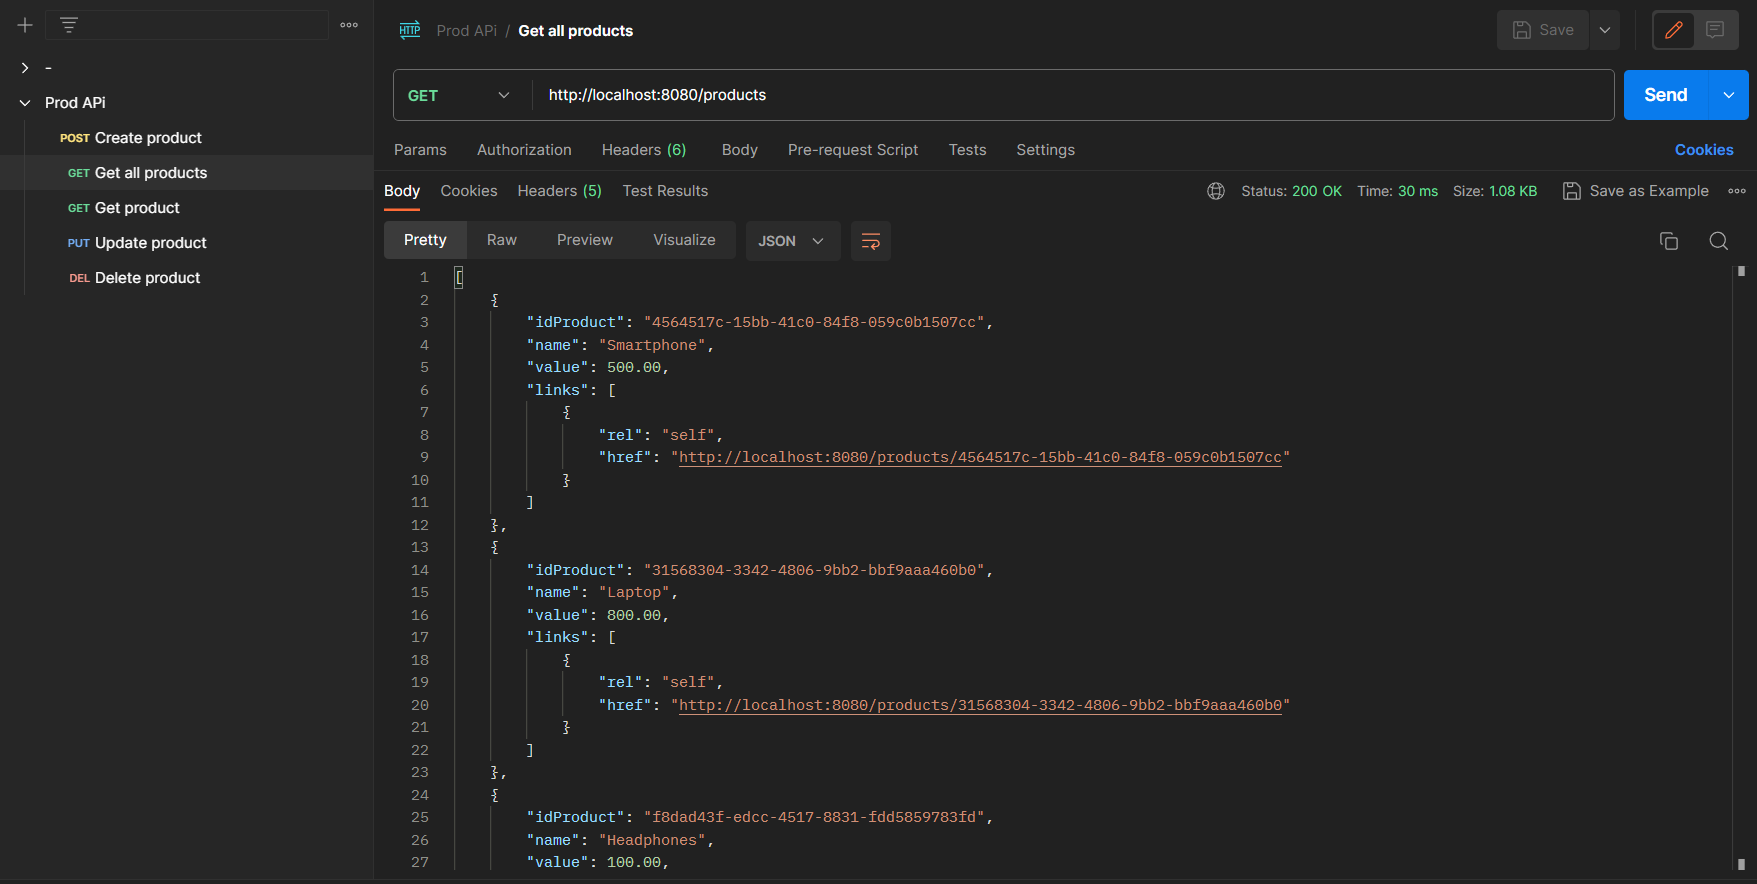 -
Prod APi
POST Create product
GET Get all products
GET Get product
PUT Update product
DEL Delete product
HTTP Prod APi / Get all products
Save
GET http://localhost:8080/products
Send
Params Authorization Headers (6) Body Pre-request Script Tests Settings Cookies
Body Cookies Headers (5) Test Results Status: 200 OK Time: 30 ms Size: 1.08 KB Save as Example
Pretty Raw Preview Visualize JSON
1 [
2 {
3 "idProduct": "4564517c-15bb-41c0-84f8-059c0b1507cc",
4 "name": "Smartphone",
5 "value": 500.00,
6 "links": [
7 {
8 "rel": "self",
9 "href": "http://localhost:8080/products/4564517c-15bb-41c0-84f8-059c0b1507cc"
10 }
11 ]
12 },
13 {
14 "idProduct": "31568304-3342-4806-9bb2-bbf9aaa460b0",
15 "name": "Laptop",
16 "value": 800.00,
17 "links": [
18 {
19 "rel": "self",
20 "href": "http://localhost:8080/products/31568304-3342-4806-9bb2-bbf9aaa460b0"
21 }
22 ]
23 },
24 {
25 "idProduct": "f8dad43f-edcc-4517-8831-fdd5859783fd",
26 "name": "Headphones",
27 "value": 100.00,